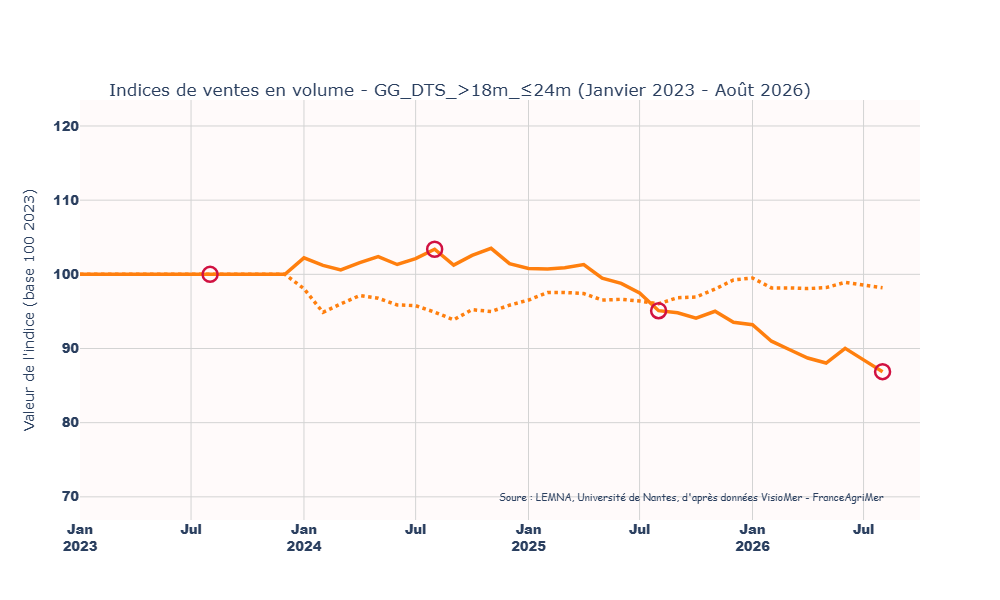 Indices de ventes en volume - GG_DTS_>18m_≤24m (Janvier 2023 - Août 2026)
Valeur de l'indice (base 100 2023)
120
110
100
90
80
70
Soure : LEMNA, Université de Nantes, d'après données VisioMer - FranceAgriMer
Jan Jul Jan Jul Jan Jul Jan Jul
2023 2024 2025 2026